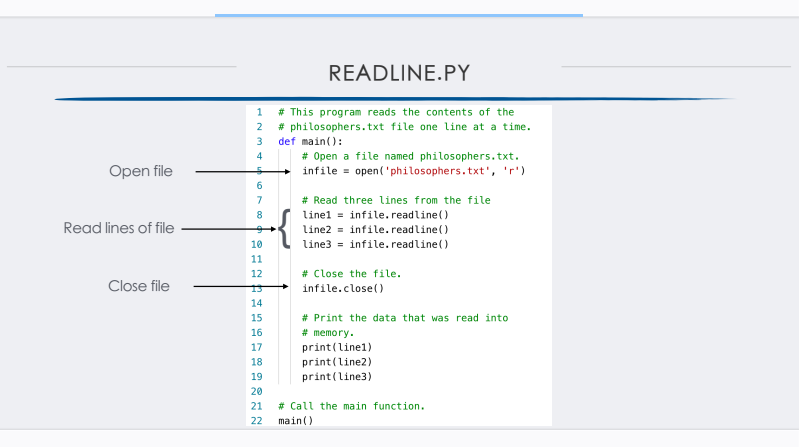 READLINE.PY
1 # This program reads the contents of the
2 # philosophers.txt file one line at a time.
3 def main():
4     # Open a file named philosophers.txt.
Open file
5     infile = open('philosophers.txt', 'r')
6
7     # Read three lines from the file
8     line1 = infile.readline()
Read lines of file
9     line2 = infile.readline()
10     line3 = infile.readline()
11
12     # Close the file.
Close file
13     infile.close()
14
15     # Print the data that was read into
16     # memory.
17     print(line1)
18     print(line2)
19     print(line3)
20
21 # Call the main function.
22 main()